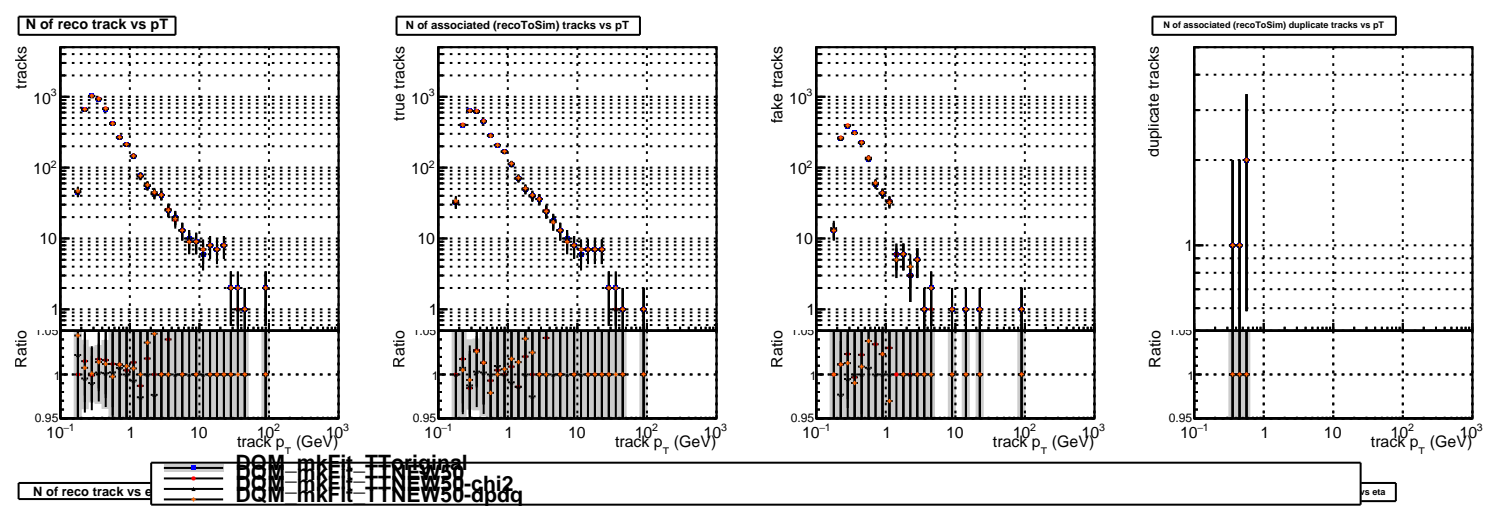 N of reco track vs pT
N of associated (recoToSim) tracks vs pT
N of associated (recoToSim) duplicate tracks vs pT
tracks
10³
10²
10
1
Ratio
1.05
1
0.95
10⁻¹ 1 10 10² 10³
track p_T (GeV)
true tracks
10³
10²
10
1
Ratio
1.05
1
0.95
10⁻¹ 1 10 10² 10³
track p_T (GeV)
fake tracks
10³
10²
10
1
Ratio
1.05
1
0.95
10⁻¹ 1 10 10² 10³
track p_T (GeV)
duplicate tracks
1
Ratio
1.05
1
0.95
10⁻¹ 1 10 10² 10³
track p_T (GeV)
DQM_mkFit_TToriginal
DQM_mkFit_TTNEW50
DQM_mkFit_TTNEW50-chi2
DQM_mkFit_TTNEW50-dpdq
N of reco track vs e
vs eta